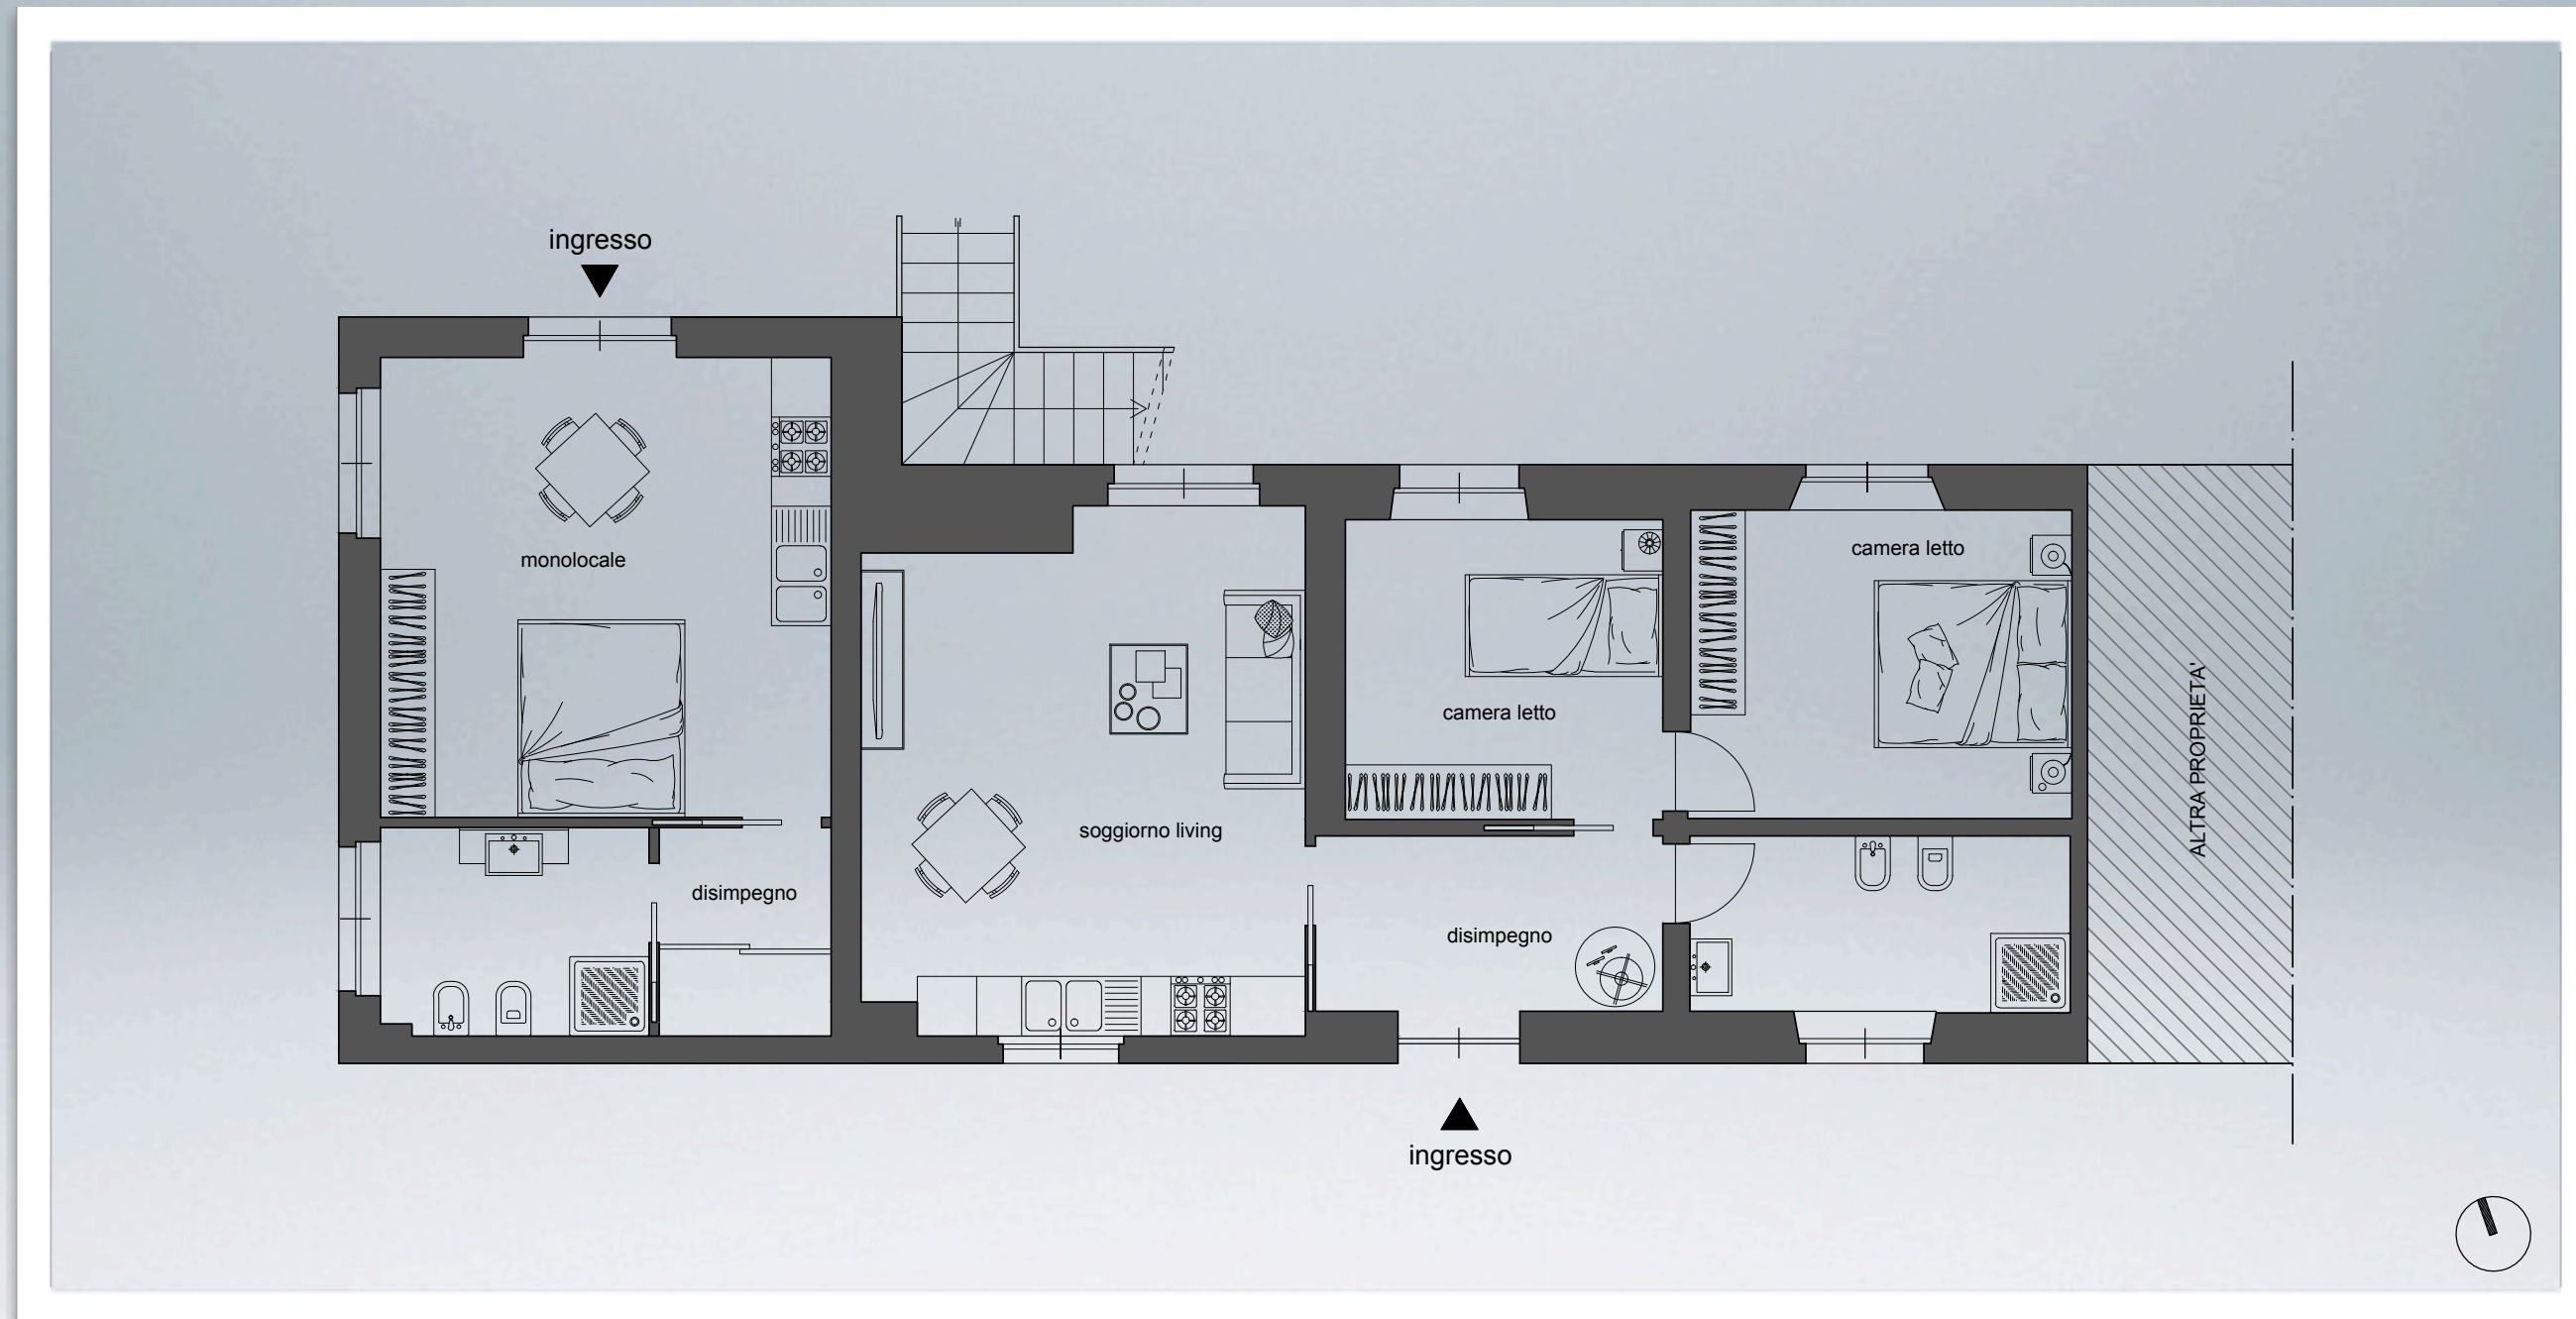 ingresso
monolocale
camera letto
camera letto
soggiorno living
disimpegno
disimpegno
ALTRA PROPRIETA'
ingresso